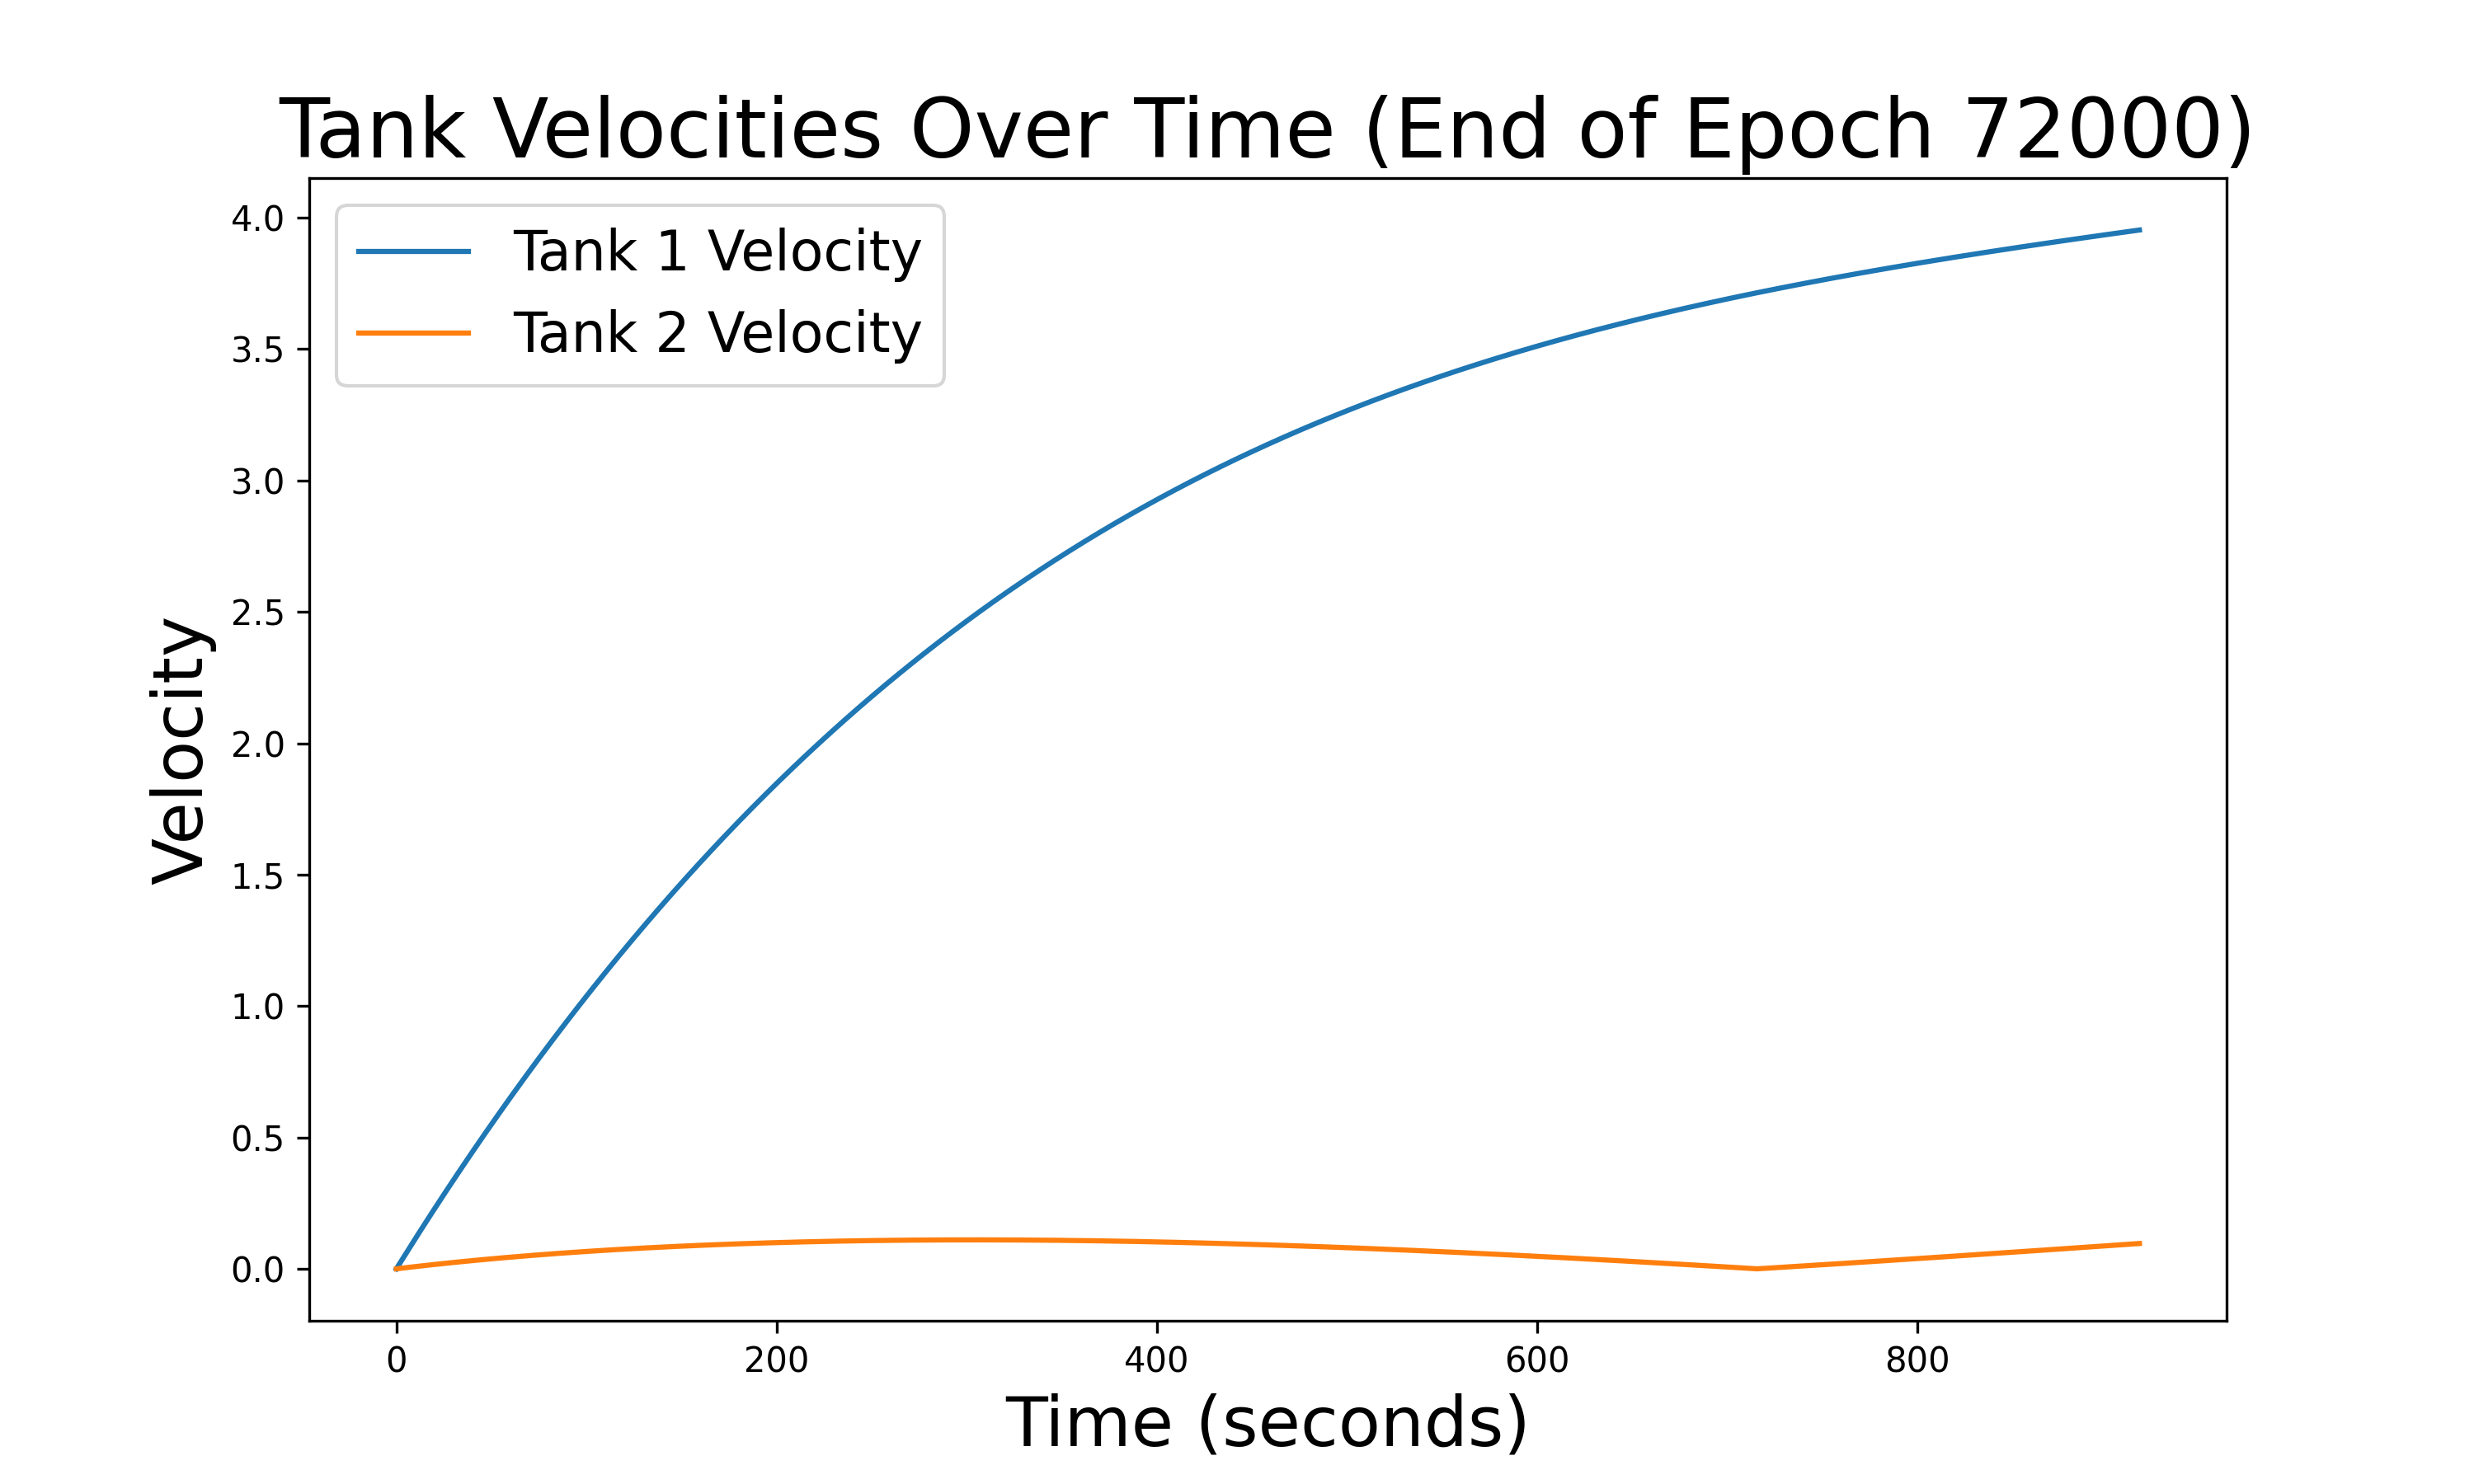 Tank Velocities Over Time (End of Epoch 72000)
Tank 1 Velocity
Tank 2 Velocity
Velocity
4.0
3.5
3.0
2.5
2.0
1.5
1.0
0.5
0.0
0 200 400 600 800
Time (seconds)